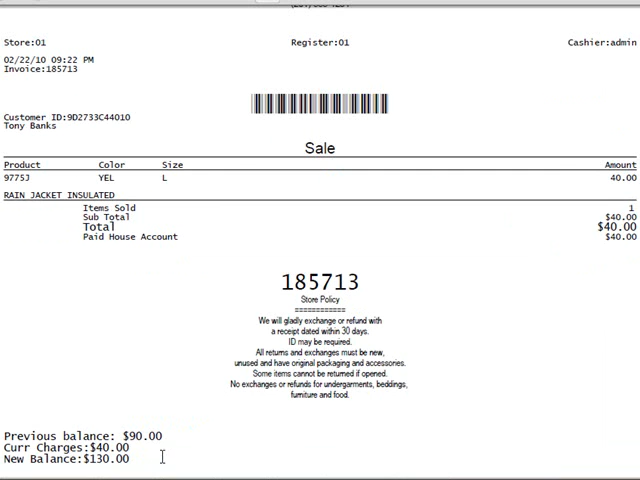 Store:01 Register:01 Cashier:admin
02/22/10 09:22 PM
Invoice:185713
Customer ID:9D2733C44010
Tony Banks
Sale
Product Color Size Amount
9775J YEL L 40.00
RAIN JACKET INSULATED
Items Sold 1
Sub Total $40.00
Total $40.00
Paid House Account $40.00
185713
Store Policy
============
We will gladly exchange or refund with
a receipt dated within 30 days.
ID may be required.
All returns and exchanges must be new,
unused and have original packaging and accessories.
Some items cannot be returned if opened.
No exchanges or refunds for undergarments, beddings,
furniture and food.
Previous balance: $90.00
Curr Charges:$40.00
New Balance:$130.00